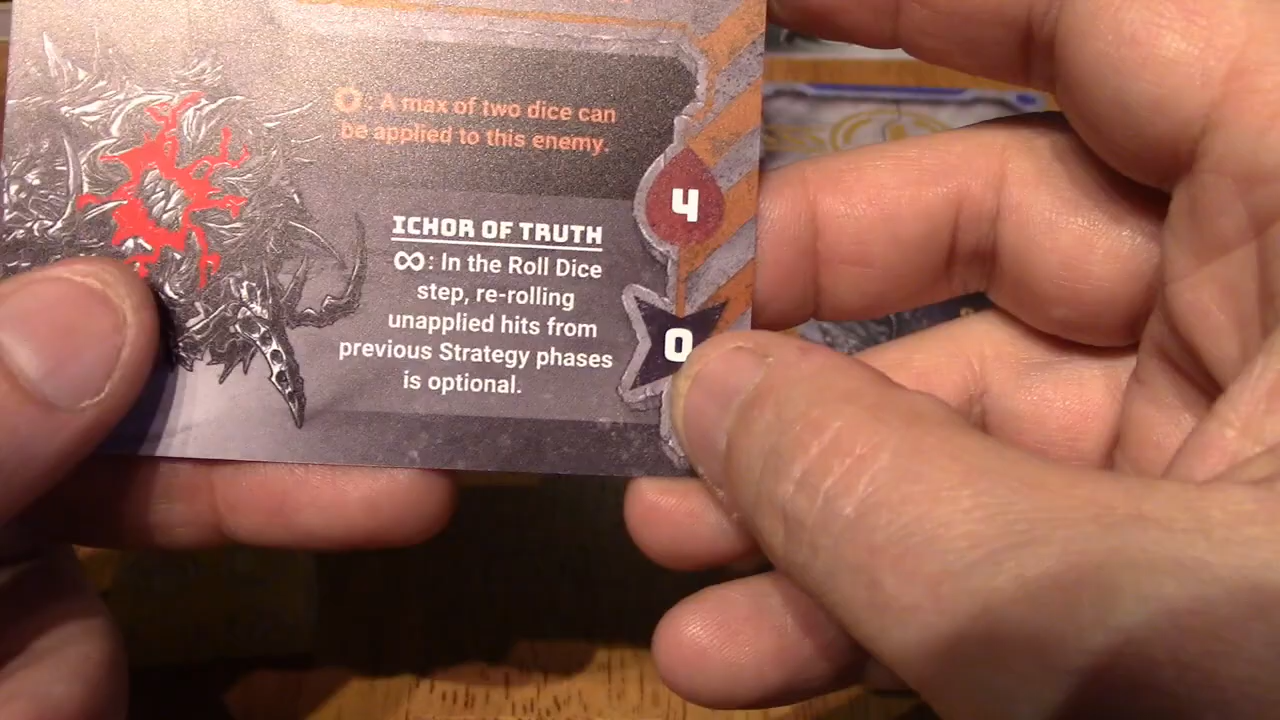 : A max of two dice can
be applied to this enemy.
4
ICHOR OF TRUTH
∞: In the Roll Dice
step, re-rolling
unapplied hits from
previous Strategy phases
is optional.
0